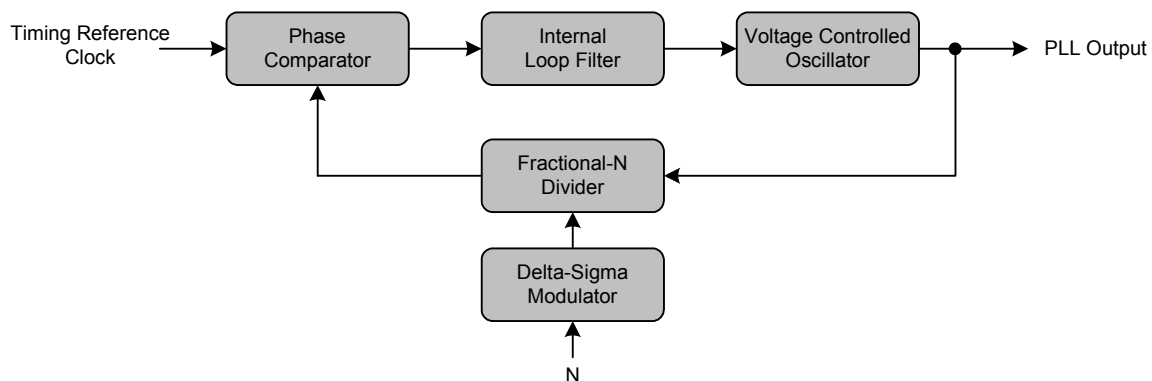 Timing Reference
Clock
Phase
Comparator
Internal
Loop Filter
Voltage Controlled
Oscillator
PLL Output
Fractional-N
Divider
Delta-Sigma
Modulator
N